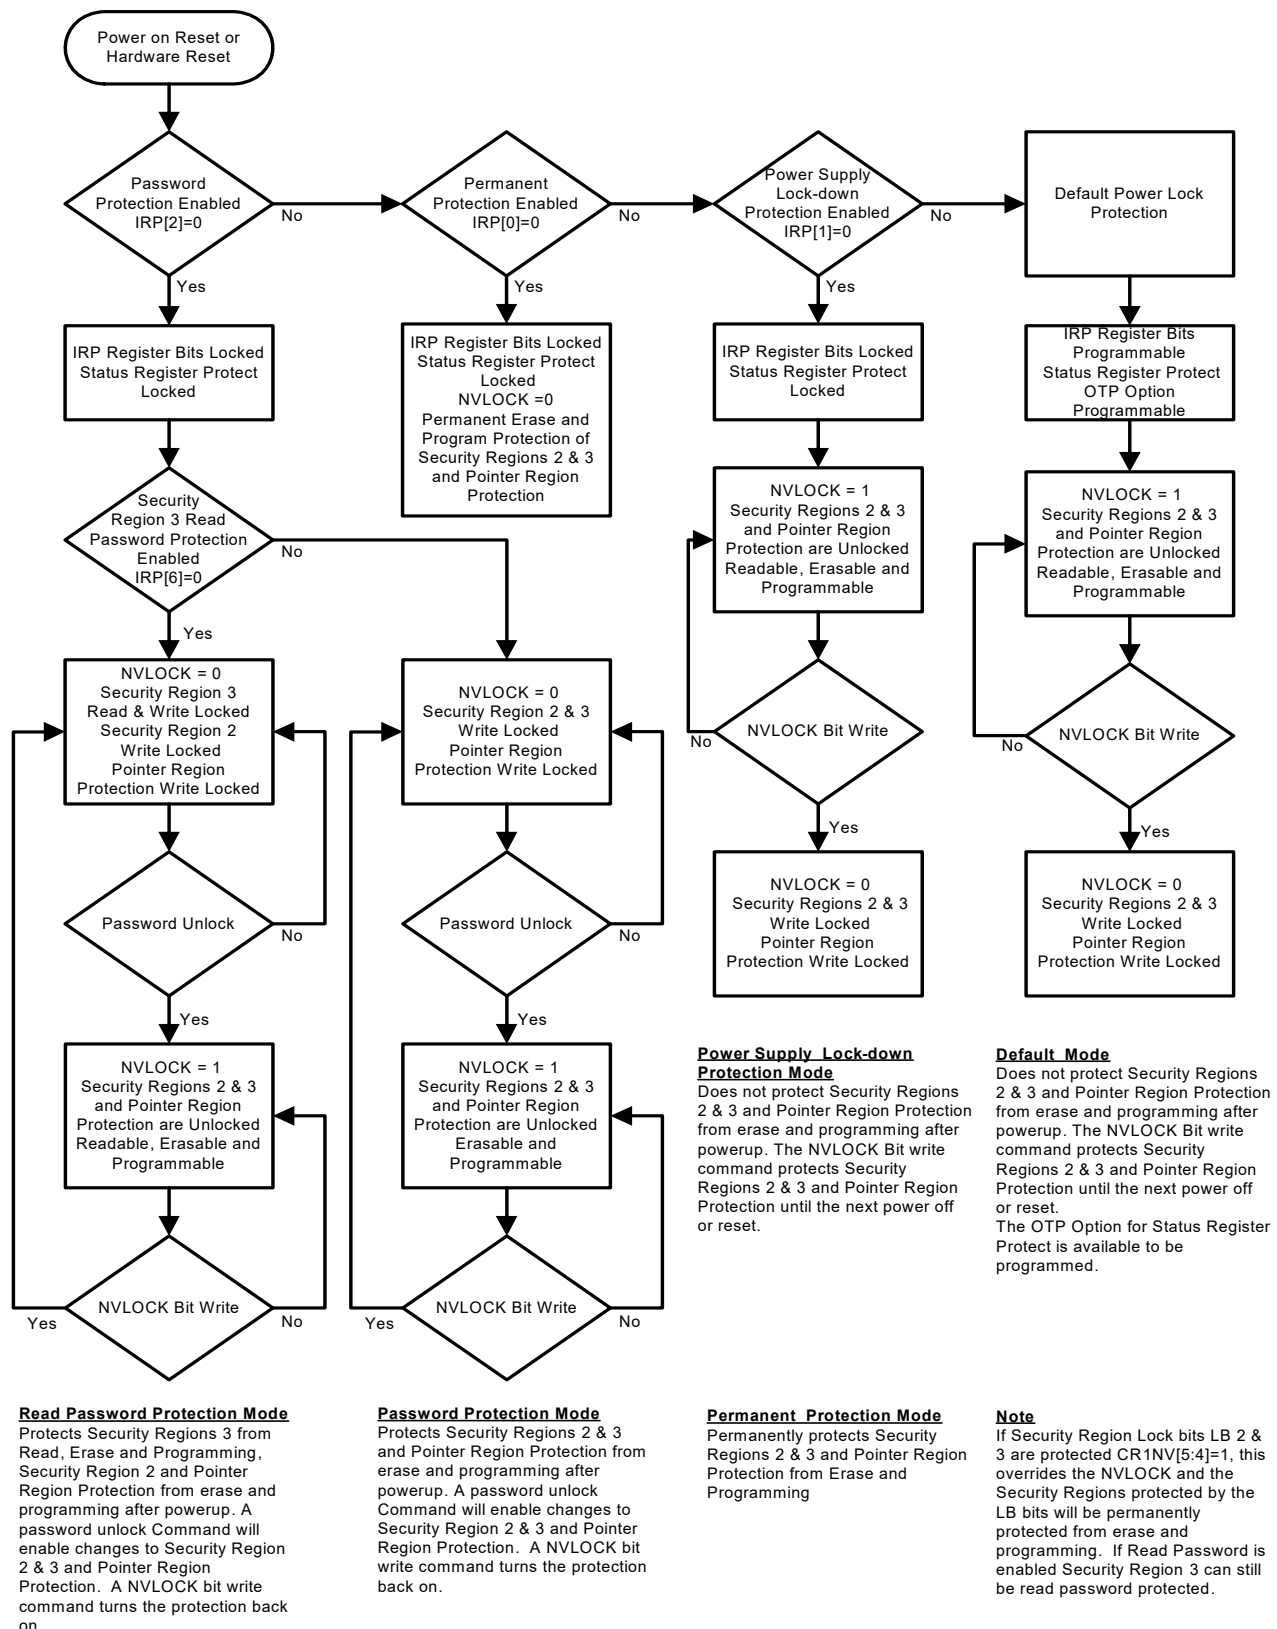 Power on Reset or
Hardware Reset
Password
Protection Enabled
IRP[2]=0
No
Yes
Permanent
Protection Enabled
IRP[0]=0
No
Yes
Power Supply
Lock-down
Protection Enabled
IRP[1]=0
No
Yes
Default Power Lock
Protection
IRP Register Bits Locked
Status Register Protect
Locked
IRP Register Bits Locked
Status Register Protect
Locked
NVLOCK =0
Permanent Erase and
Program Protection of
Security Regions 2 & 3
and Pointer Region
Protection
IRP Register Bits Locked
Status Register Protect
Locked
IRP Register Bits
Programmable
Status Register Protect
OTP Option
Programmable
Security
Region 3 Read
Password Protection
Enabled
IRP[6]=0
No
Yes
NVLOCK = 1
Security Regions 2 & 3
and Pointer Region
Protection are Unlocked
Readable, Erasable and
Programmable
NVLOCK = 1
Security Regions 2 & 3
and Pointer Region
Protection are Unlocked
Readable, Erasable and
Programmable
NVLOCK = 0
Security Region 3
Read & Write Locked
Security Region 2
Write Locked
Pointer Region
Protection Write Locked
NVLOCK = 0
Security Region 2 & 3
Write Locked
Pointer Region
Protection Write Locked
NVLOCK Bit Write
No
Yes
NVLOCK Bit Write
No
Yes
Password Unlock
No
Yes
Password Unlock
No
Yes
NVLOCK = 0
Security Regions 2 & 3
Write Locked
Pointer Region
Protection Write Locked
NVLOCK = 0
Security Regions 2 & 3
Write Locked
Pointer Region
Protection Write Locked
NVLOCK = 1
Security Regions 2 & 3
and Pointer Region
Protection are Unlocked
Readable, Erasable and
Programmable
NVLOCK = 1
Security Regions 2 & 3
and Pointer Region
Protection are Unlocked
Erasable and
Programmable
Power Supply Lock-down
Protection Mode
Does not protect Security Regions
2 & 3 and Pointer Region Protection
from erase and programming after
powerup. The NVLOCK Bit write
command protects Security
Regions 2 & 3 and Pointer Region
Protection until the next power off
or reset.
Default Mode
Does not protect Security Regions
2 & 3 and Pointer Region Protection
from erase and programming after
powerup. The NVLOCK Bit write
command protects Security
Regions 2 & 3 and Pointer Region
Protection until the next power off
or reset.
The OTP Option for Status Register
Protect is available to be
programmed.
NVLOCK Bit Write
Yes
No
NVLOCK Bit Write
Yes
No
Read Password Protection Mode
Protects Security Regions 3 from
Read, Erase and Programming,
Security Region 2 and Pointer
Region Protection from erase and
programming after powerup. A
password unlock Command will
enable changes to Security Region
2 & 3 and Pointer Region
Protection. A NVLOCK bit write
command turns the protection back
on.
Password Protection Mode
Protects Security Regions 2 & 3
and Pointer Region Protection from
erase and programming after
powerup. A password unlock
Command will enable changes to
Security Region 2 & 3 and Pointer
Region Protection. A NVLOCK bit
write command turns the protection
back on.
Permanent Protection Mode
Permanently protects Security
Regions 2 & 3 and Pointer Region
Protection from Erase and
Programming
Note
If Security Region Lock bits LB 2 &
3 are protected CR1NV[5:4]=1, this
overrides the NVLOCK and the
Security Regions protected by the
LB bits will be permanently
protected from erase and
programming. If Read Password is
enabled Security Region 3 can still
be read password protected.